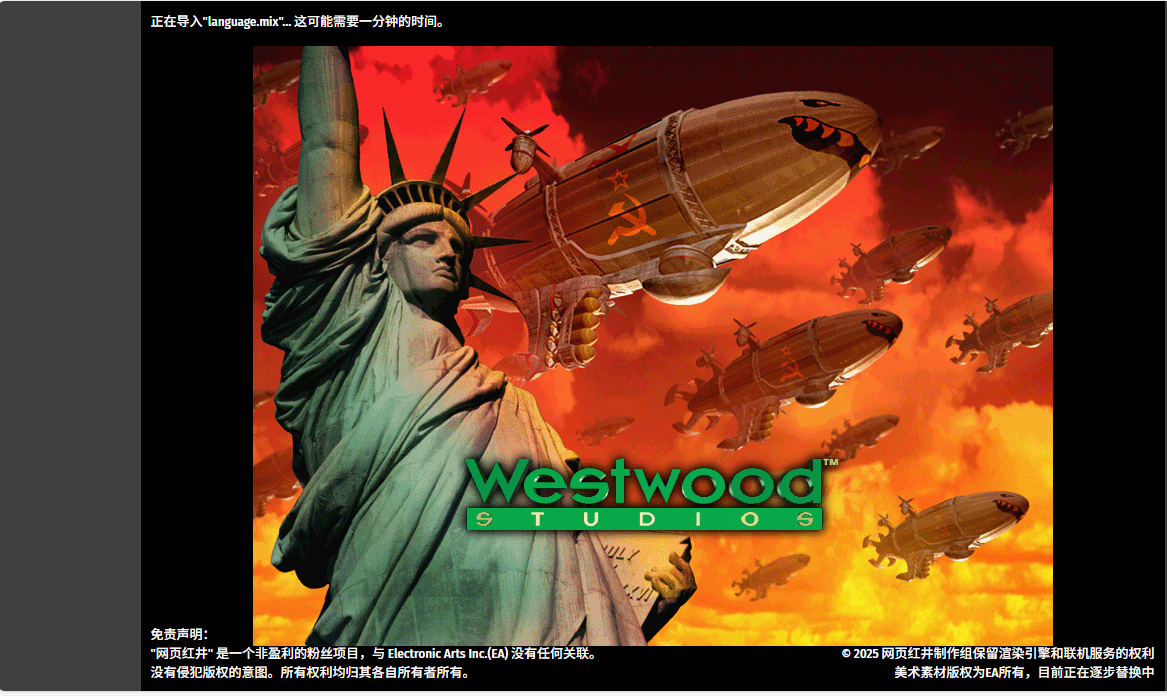 正在导入"language.mix"... 这可能需要一分钟的时间。
Westwood™
STUDIOS
JULY
免责声明：
"网页红井" 是一个非盈利的粉丝项目，与 Electronic Arts Inc.(EA) 没有任何关联。
没有侵犯版权的意图。所有权利均归其各自所有者所有。
© 2025 网页红井制作组保留渲染引擎和联机服务的权利
美术素材版权为EA所有，目前正在逐步替换中